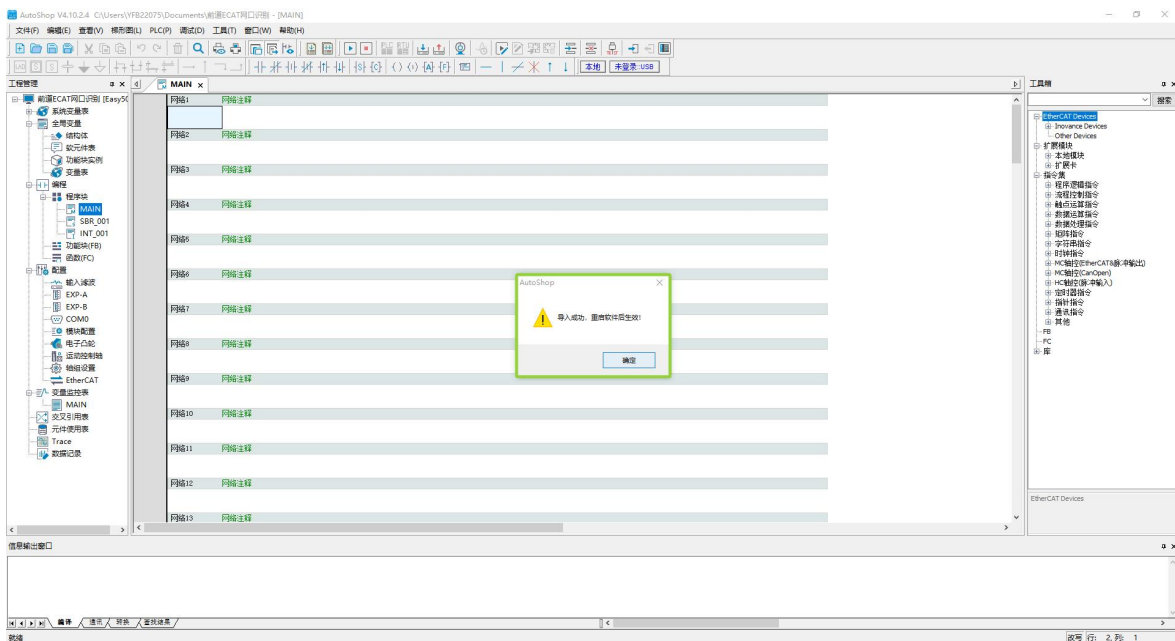 AutoShop V4.10.2.4 C:\Users\YFB22075\Documents\前道ECAT网口识别 - [MAIN]
文件(F) 编辑(E) 查看(V) 梯形图(L) PLC(P) 调试(D) 工具(T) 窗口(W) 帮助(H)
本地 未登录::USB
工程管理
前道ECAT网口识别 [Easy50
系统变量表
全局变量
结构体
软元件表
功能块实例
变量表
编程
程序块
MAIN
SBR_001
INT_001
功能块(FB)
函数(FC)
配置
输入滤波
EXP-A
EXP-B
COM0
模块配置
电子凸轮
运动控制轴
轴组设置
EtherCAT
变量监控表
MAIN
交叉引用表
元件使用表
Trace
数据记录
MAIN
网络1 网络注释
网络2 网络注释
网络3 网络注释
网络4 网络注释
网络5 网络注释
网络6 网络注释
网络7 网络注释
网络8 网络注释
网络9 网络注释
网络10 网络注释
网络11 网络注释
网络12 网络注释
网络13 网络注释
AutoShop
导入成功，重启软件后生效!
确定
工具箱
搜索
EtherCAT Devices
Inovance Devices
Other Devices
扩展模块
本地模块
扩展卡
指令集
程序逻辑指令
流程控制指令
触点运算指令
数据运算指令
数据处理指令
矩阵指令
字符串指令
时钟指令
MC轴控(EtherCAT&脉冲输出)
MC轴控(CanOpen)
HC轴控(脉冲输入)
定时器指令
指针指令
通讯指令
其他
FB
FC
库
EtherCAT Devices
信息输出窗口
编译 通讯 转换 查找结果
就绪
改写 行: 2, 列: 1